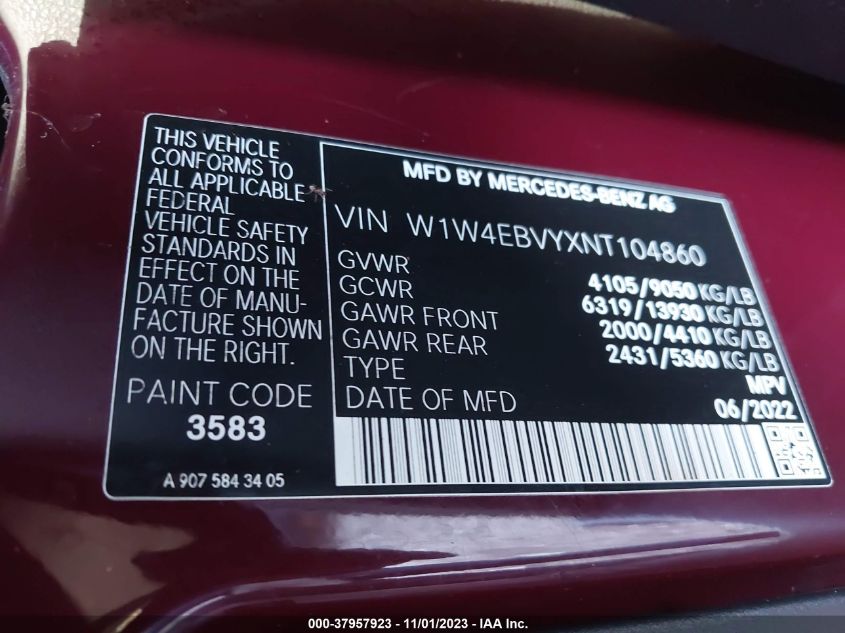 THIS VEHICLE
CONFORMS TO
ALL APPLICABLE
FEDERAL
VEHICLE SAFETY
STANDARDS IN
EFFECT ON THE
DATE OF MANU-
FACTURE SHOWN
ON THE RIGHT.
PAINT CODE
3583
A 907 584 34 05
MFD BY MERCEDES-BENZ AG
VIN W1W4EBVYXNT104860
GVWR 4105/9050 KG/LB
GCWR 6319/13930 KG/LB
GAWR FRONT 2000/4410 KG/LB
GAWR REAR 2431/5360 KG/LB
TYPE MPV
DATE OF MFD 06/2022
000-37957923 - 11/01/2023 - IAA Inc.